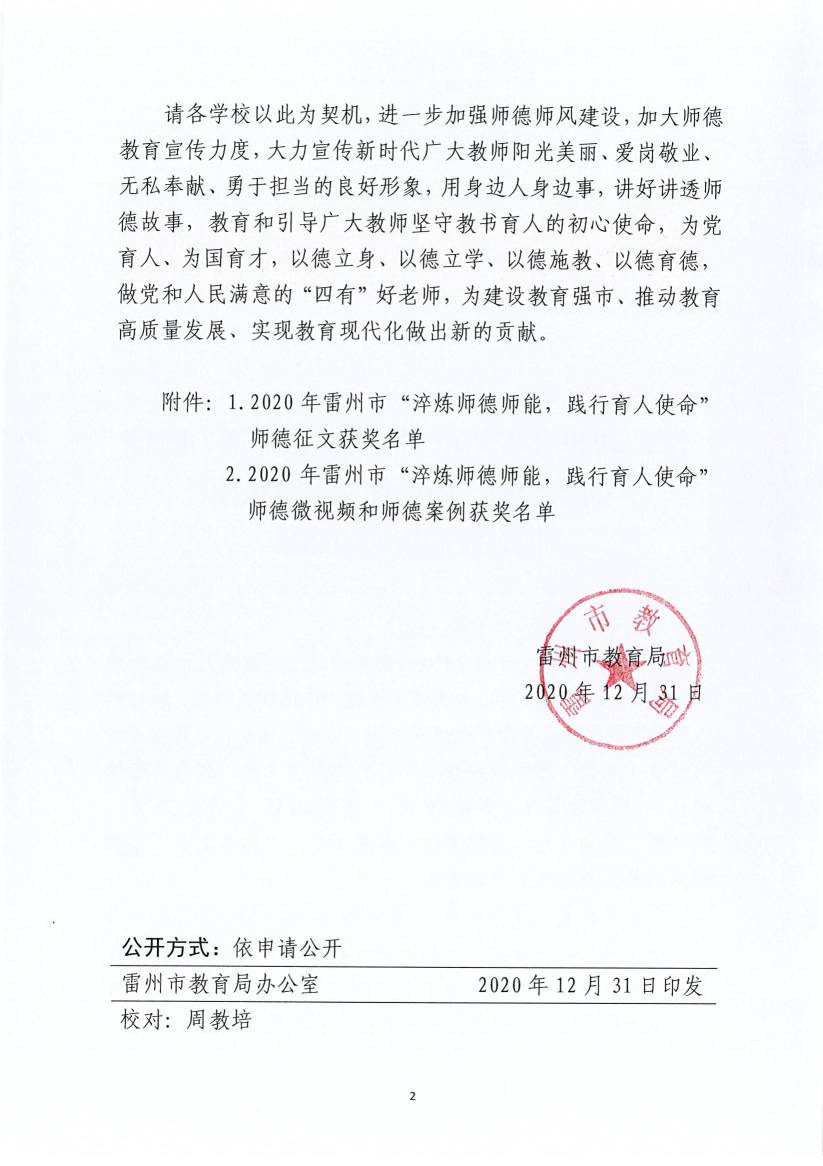 请各学校以此为契机，进一步加强师德师风建设，加大师德
教育宣传力度，大力宣传新时代广大教师阳光美丽、爱岗敬业、
无私奉献、勇于担当的良好形象，用身边人身边事，讲好讲透师
德故事，教育和引导广大教师坚守教书育人的初心使命，为党
育人、为国育才，以德立身、以德立学、以德施教、以德育德，
做党和人民满意的“四有”好老师，为建设教育强市、推动教育
高质量发展、实现教育现代化做出新的贡献。
附件：1.2020年雷州市“淬炼师德师能，践行育人使命”
师德征文获奖名单
2.2020年雷州市“淬炼师德师能，践行育人使命”
师德微视频和师德案例获奖名单
雷州市教育局
雷州市教育局
2020年12月31日
公开方式：依申请公开
雷州市教育局办公室 2020年12月31日印发
校对：周教培
2